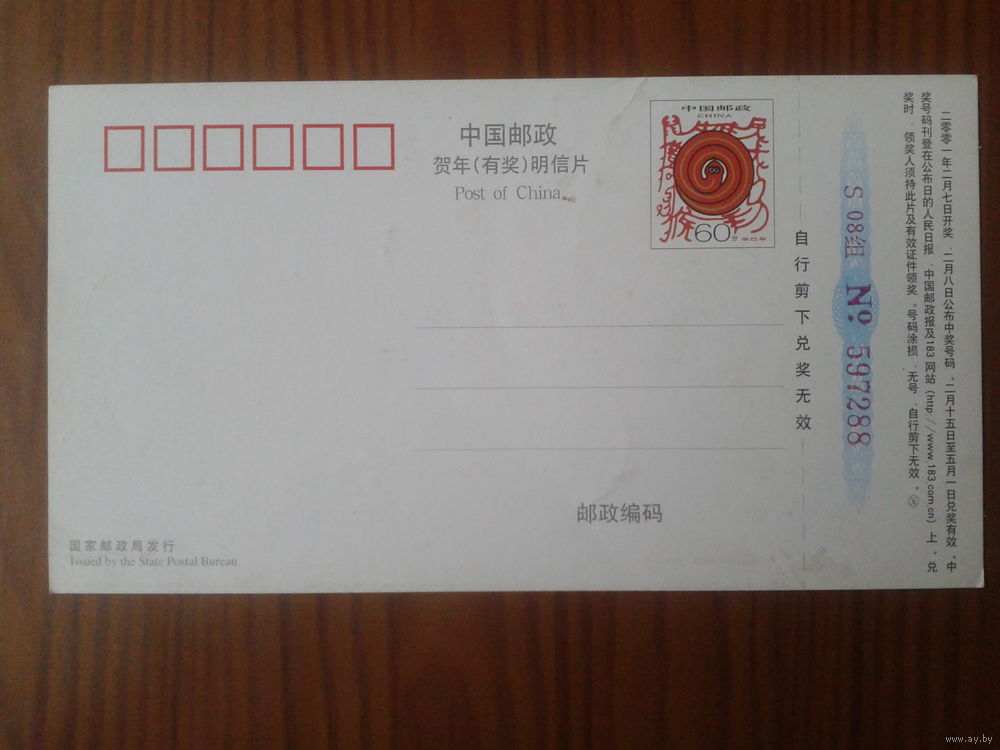 中国邮政
贺年(有奖)明信片
Post of China
中国邮政
CHINA
60分
辛巳年
自行剪下兑奖无效
S 08组 Nº 597288
二零零一年二月七日开奖,二月八日公布中奖号码。二月十五日至五月一日兑奖有效。中
奖号码刊登在公布日的人民日报、中国邮政报及183网站(http://www.183.com.cn)上。兑
奖时,领奖人须持此片及有效证件领奖。号码涂损、无号、自行剪下无效。
邮政编码
国家邮政局发行
Issued by the State Postal Bureau
www.ay.by